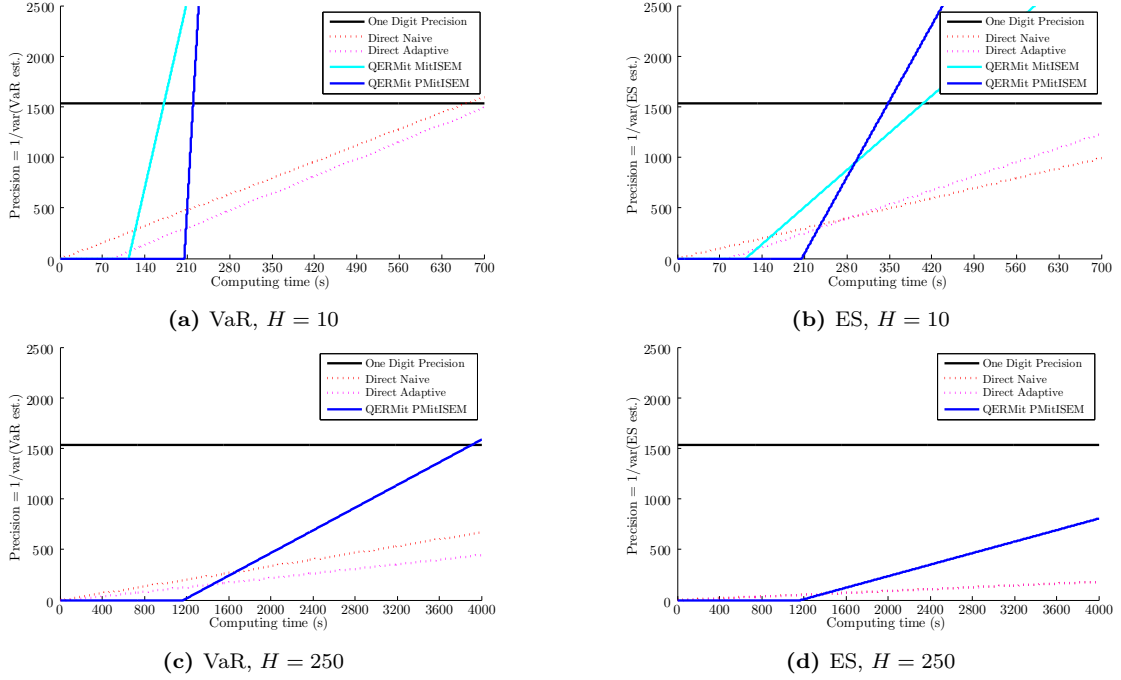 Precision = 1/var(VaR est.)
2500
2000
1500
1000
500
0
One Digit Precision
Direct Naive
Direct Adaptive
QERMit MitISEM
QERMit PMitISEM
0 70 140 210 280 350 420 490 560 630 700
Computing time (s)
(a) VaR, H = 10
Precision = 1/var(ES est.)
2500
2000
1500
1000
500
0
One Digit Precision
Direct Naive
Direct Adaptive
QERMit MitISEM
QERMit PMitISEM
0 70 140 210 280 350 420 490 560 630 700
Computing time (s)
(b) ES, H = 10
Precision = 1/var(VaR est.)
2500
2000
1500
1000
500
0
One Digit Precision
Direct Naive
Direct Adaptive
QERMit PMitISEM
0 400 800 1200 1600 2000 2400 2800 3200 3600 4000
Computing time (s)
(c) VaR, H = 250
Precision = 1/var(ES est.)
2500
2000
1500
1000
500
0
One Digit Precision
Direct Naive
Direct Adaptive
QERMit PMitISEM
0 400 800 1200 1600 2000 2400 2800 3200 3600 4000
Computing time (s)
(d) ES, H = 250